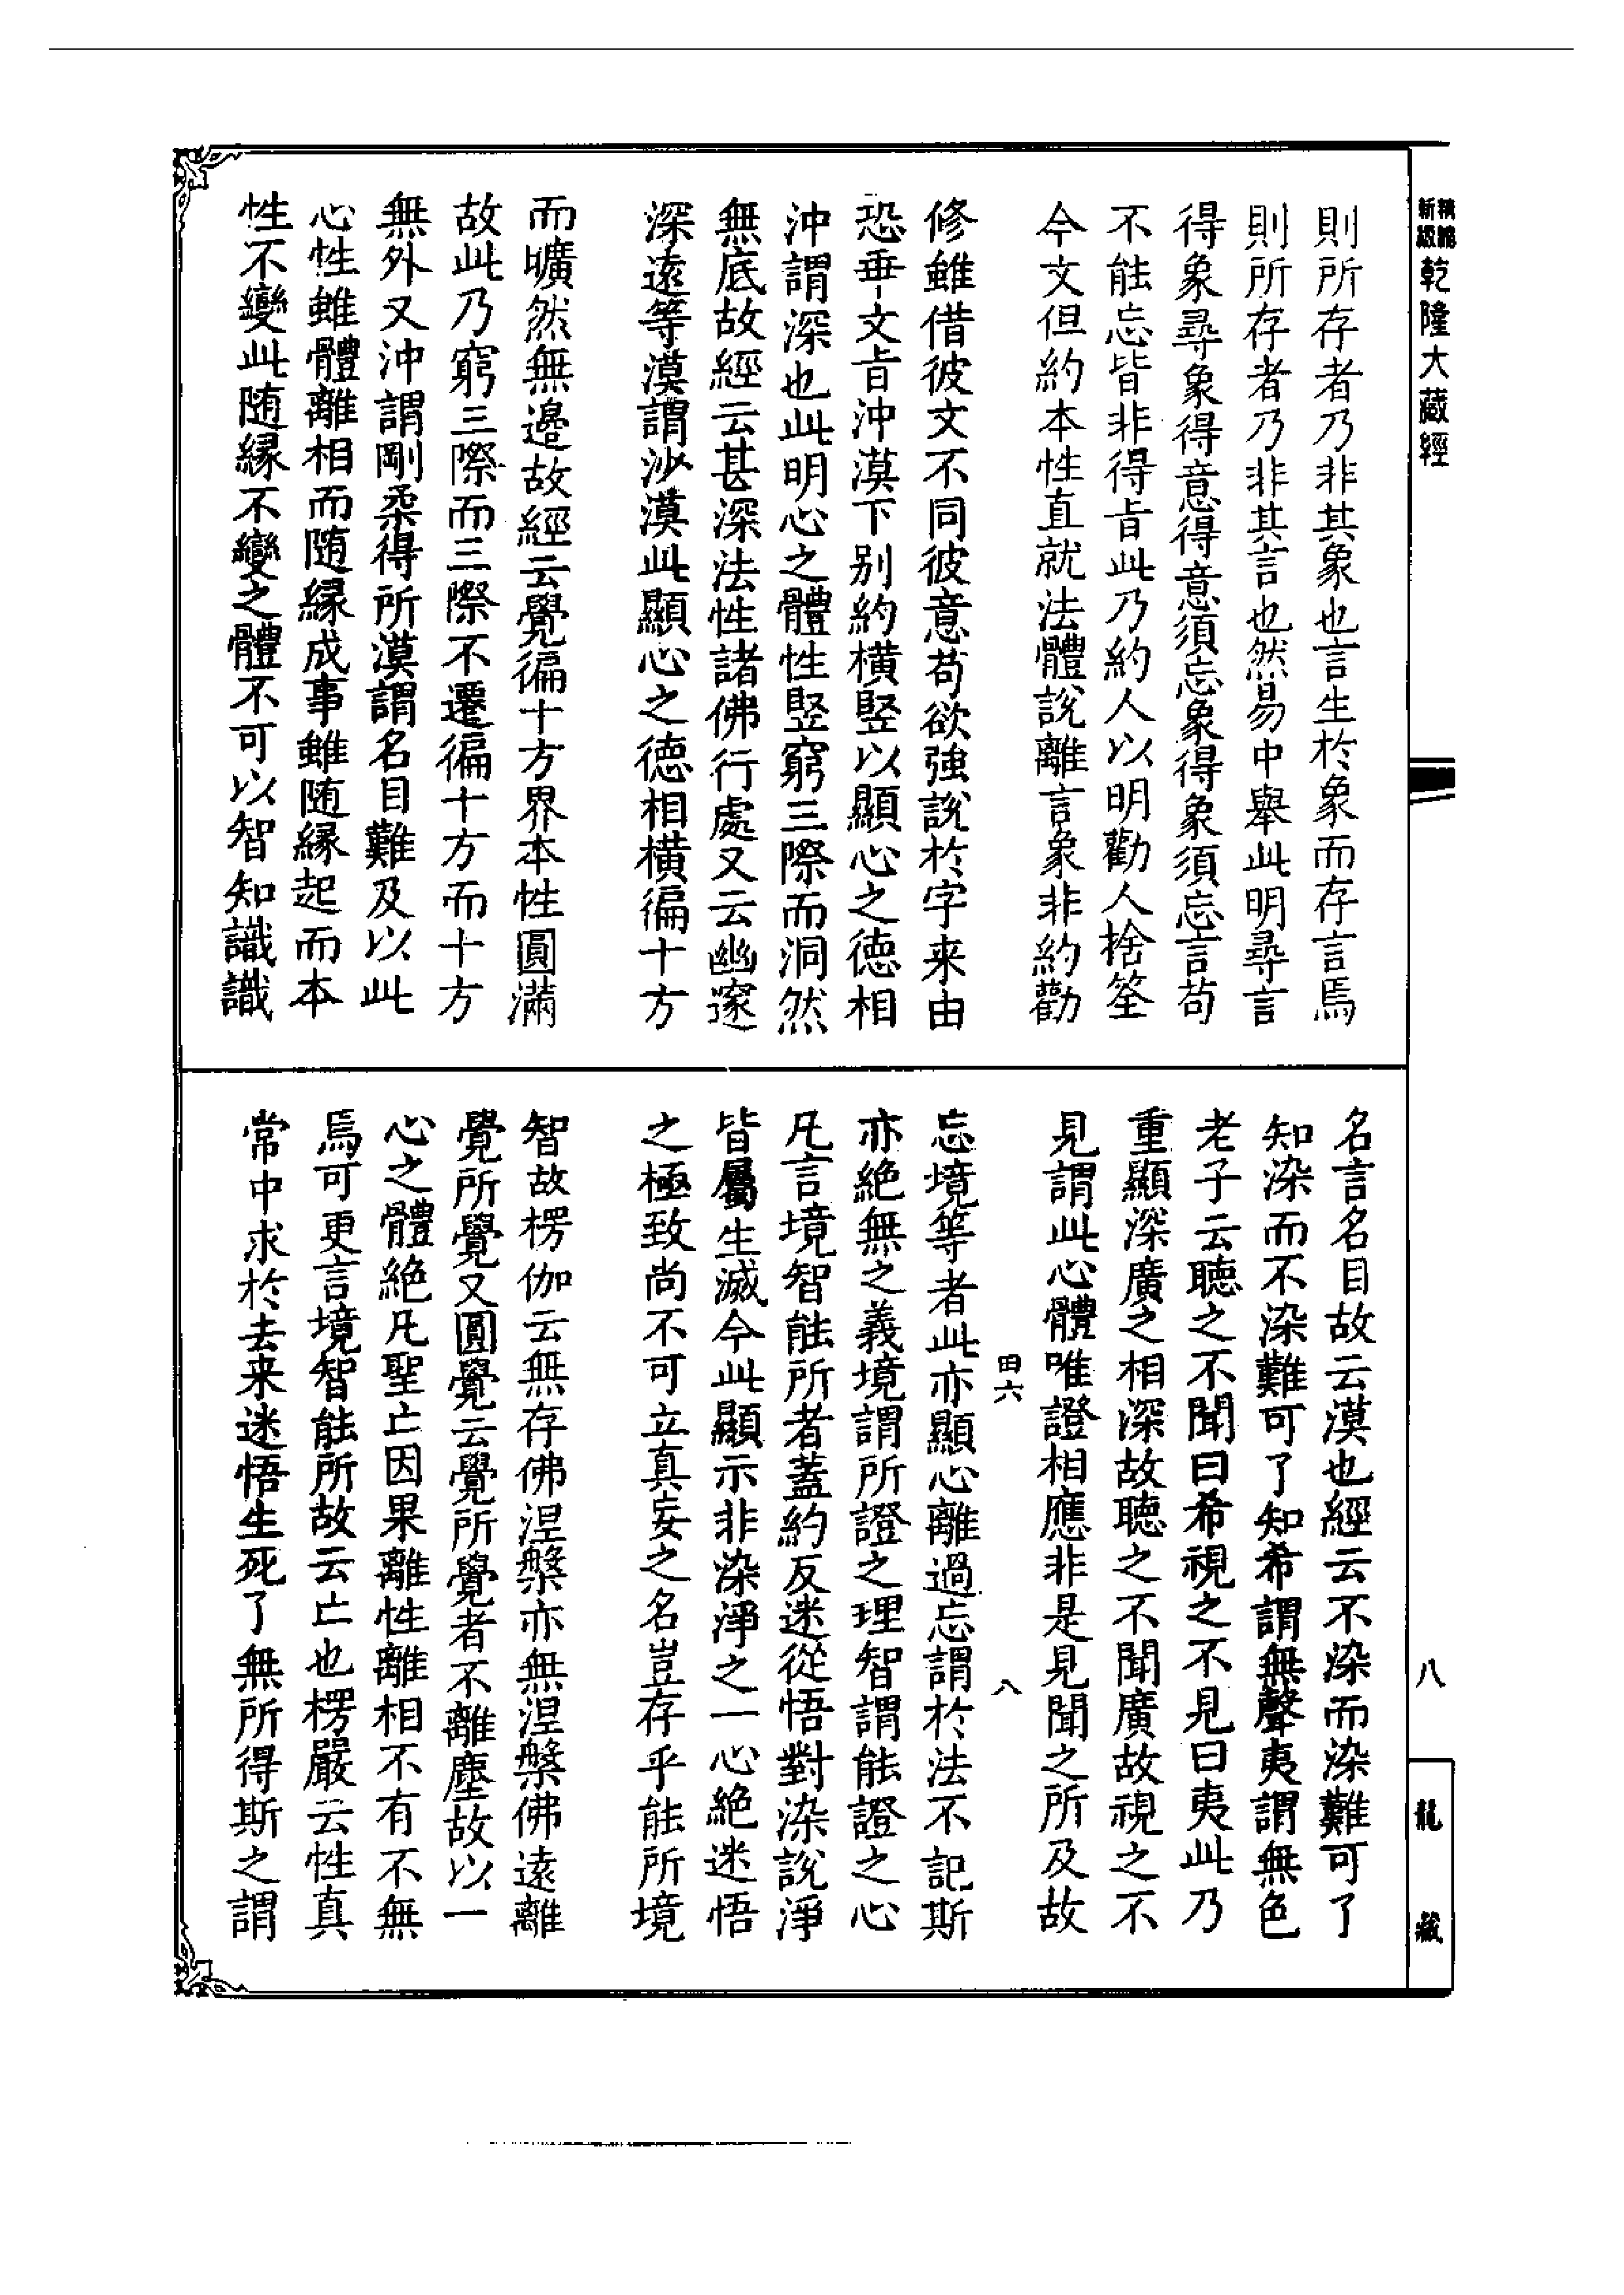 新編縮級乾隆大藏經
則所存者乃非其象也言生於象而存言焉
則所存者乃非其言也然易中舉此明尋言
得象尋象得意得意須忘象得象須忘言苟
不能忘皆非得旨此乃約人以明勸人捨筌
今文但約本性直就法體說離言象非約勸
修雖借彼文不同彼意苟欲強說於字來由
恐乖文旨沖漠下別約橫豎以顯心之德相
沖謂深也此明心之體性豎窮三際而洞然
無底故經云甚深法性諸佛行處又云幽邃
深遠等漠謂沙漠此顯心之德相橫徧十方
而曠然無邊故經云覺徧十方界本性圓滿
故此乃窮三際而三際不遷徧十方而十方
無外又沖謂剛柔得所漠謂名目難及以此
心性雖體離相而随緣成事雖随緣起而本
性不變此随緣不變之體不可以智知識識
名言名目故云漠也經云不染而染難可了
知染而不染難可了知希謂無聲夷謂無色
老子云聽之不聞曰希視之不見曰夷此乃
重顯深廣之相深故聽之不聞廣故視之不
見謂此心體唯證相應非是見聞之所及故
田六 八
忘境等者此亦顯心離過忘謂於法不記斯
亦絕無之義境謂所證之理智謂能證之心
凡言境智能所者蓋約反迷從悟對染說淨
皆屬生滅今此顯示非染淨之一心絕迷悟
之極致尚不可立真妄之名豈存乎能所境
智故楞伽云無存佛涅槃亦無涅槃佛遠離
覺所覺又圓覺云覺所覺者不離塵故以一
心之體絕凡聖亡因果離性離相不有不無
焉可更言境智能所故云亡也楞嚴云性真
常中求於去来迷悟生死了無所得斯之謂
八
龍藏